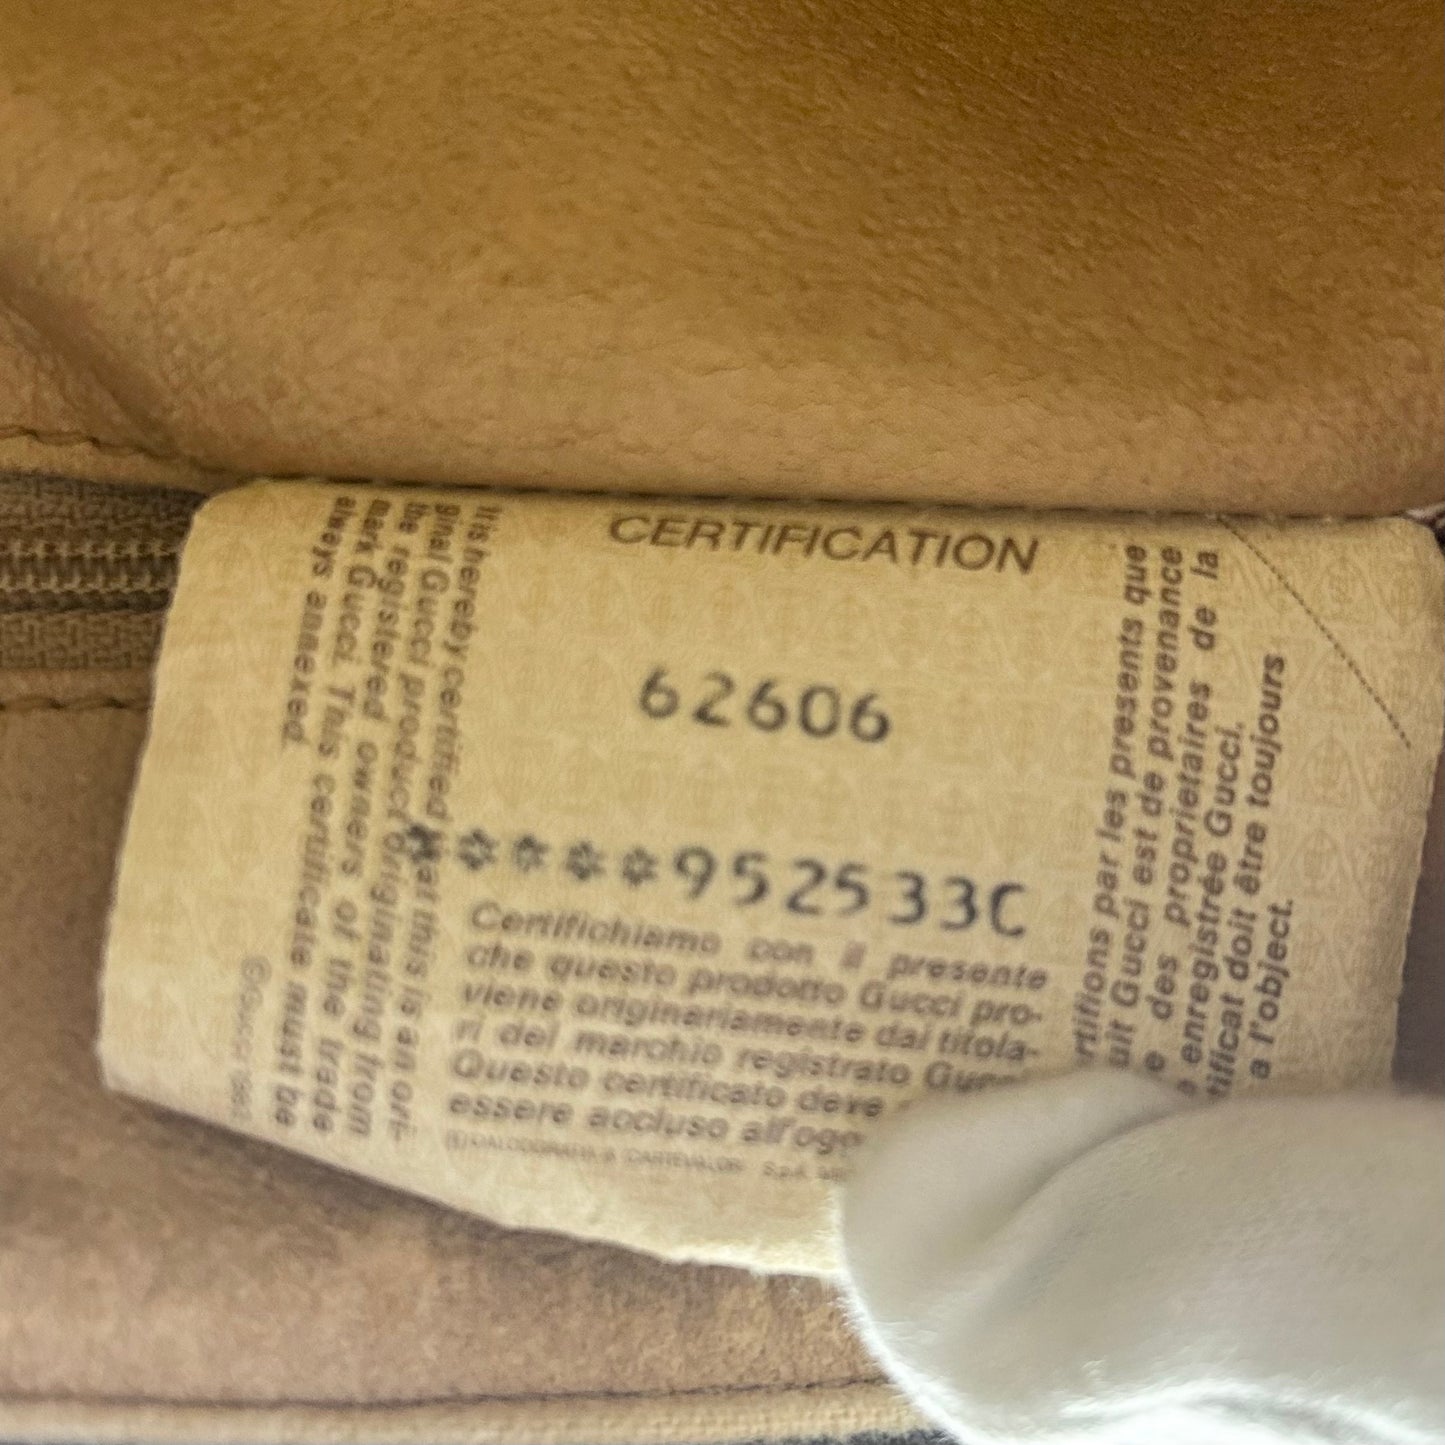 CERTIFICATION
62606
*****952533C
Certifichiamo con il presente
che questo prodotto Gucci pro-
viene originariamente dai titola-
ri del marchio registrato
Questo certificato deve
essere accluso all'ogg
It is hereby certified that this is an ori-
ginal Gucci product originating from
the registered owners of the trade
mark Gucci. This certificate must be
always annexed.
rtifions par les presents que
uit Gucci est de provenance
e des proprietaires de la
enregistrée Gucci.
tificat doit être toujours
a l'object.